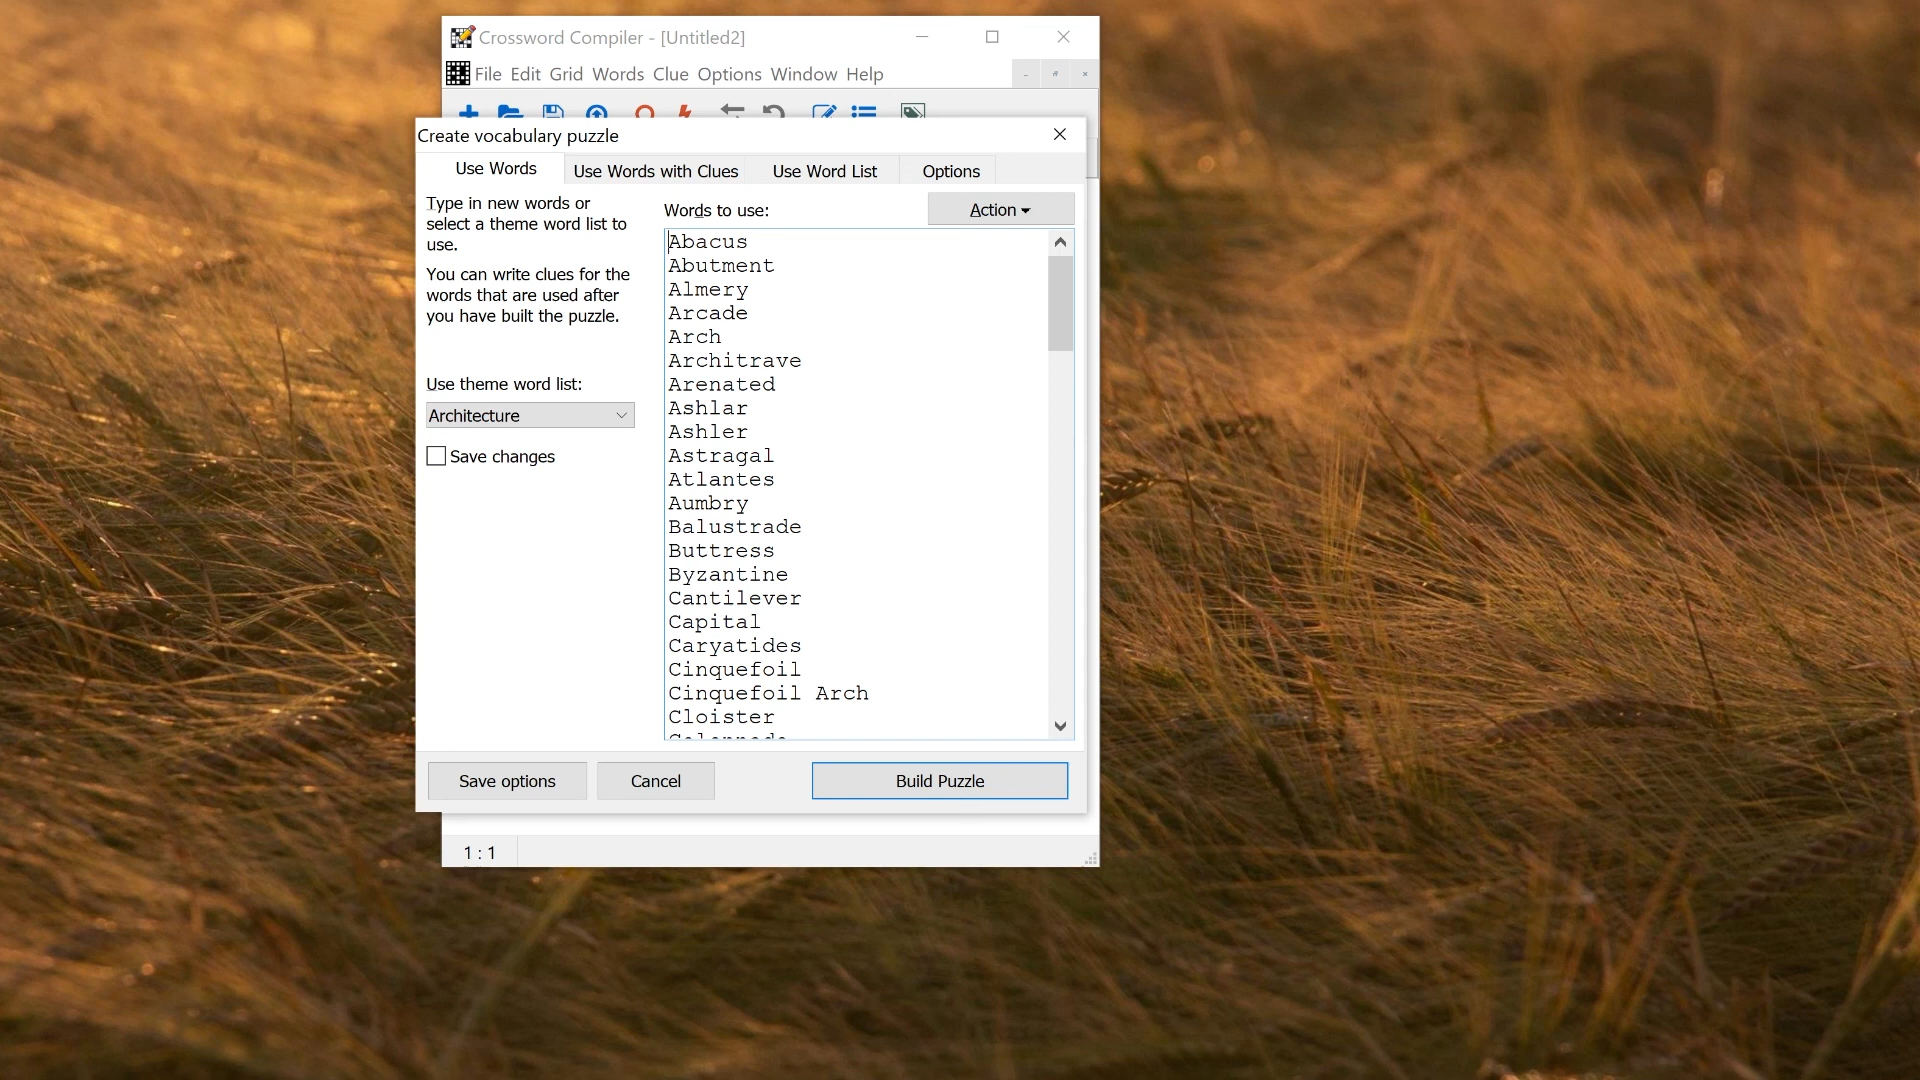 Crossword Compiler - [Untitled2]
File Edit Grid Words Clue Options Window Help
Create vocabulary puzzle
Use Words
Use Words with Clues
Use Word List
Options
Type in new words or
select a theme word list to
use.
You can write clues for the
words that are used after
you have built the puzzle.
Use theme word list:
Architecture
Save changes
Words to use:
Action
Abacus
Abutment
Almery
Arcade
Arch
Architrave
Arenated
Ashlar
Ashler
Astragal
Atlantes
Aumbry
Balustrade
Buttress
Byzantine
Cantilever
Capital
Caryatides
Cinquefoil
Cinquefoil Arch
Cloister
Save options
Cancel
Build Puzzle
1 : 1